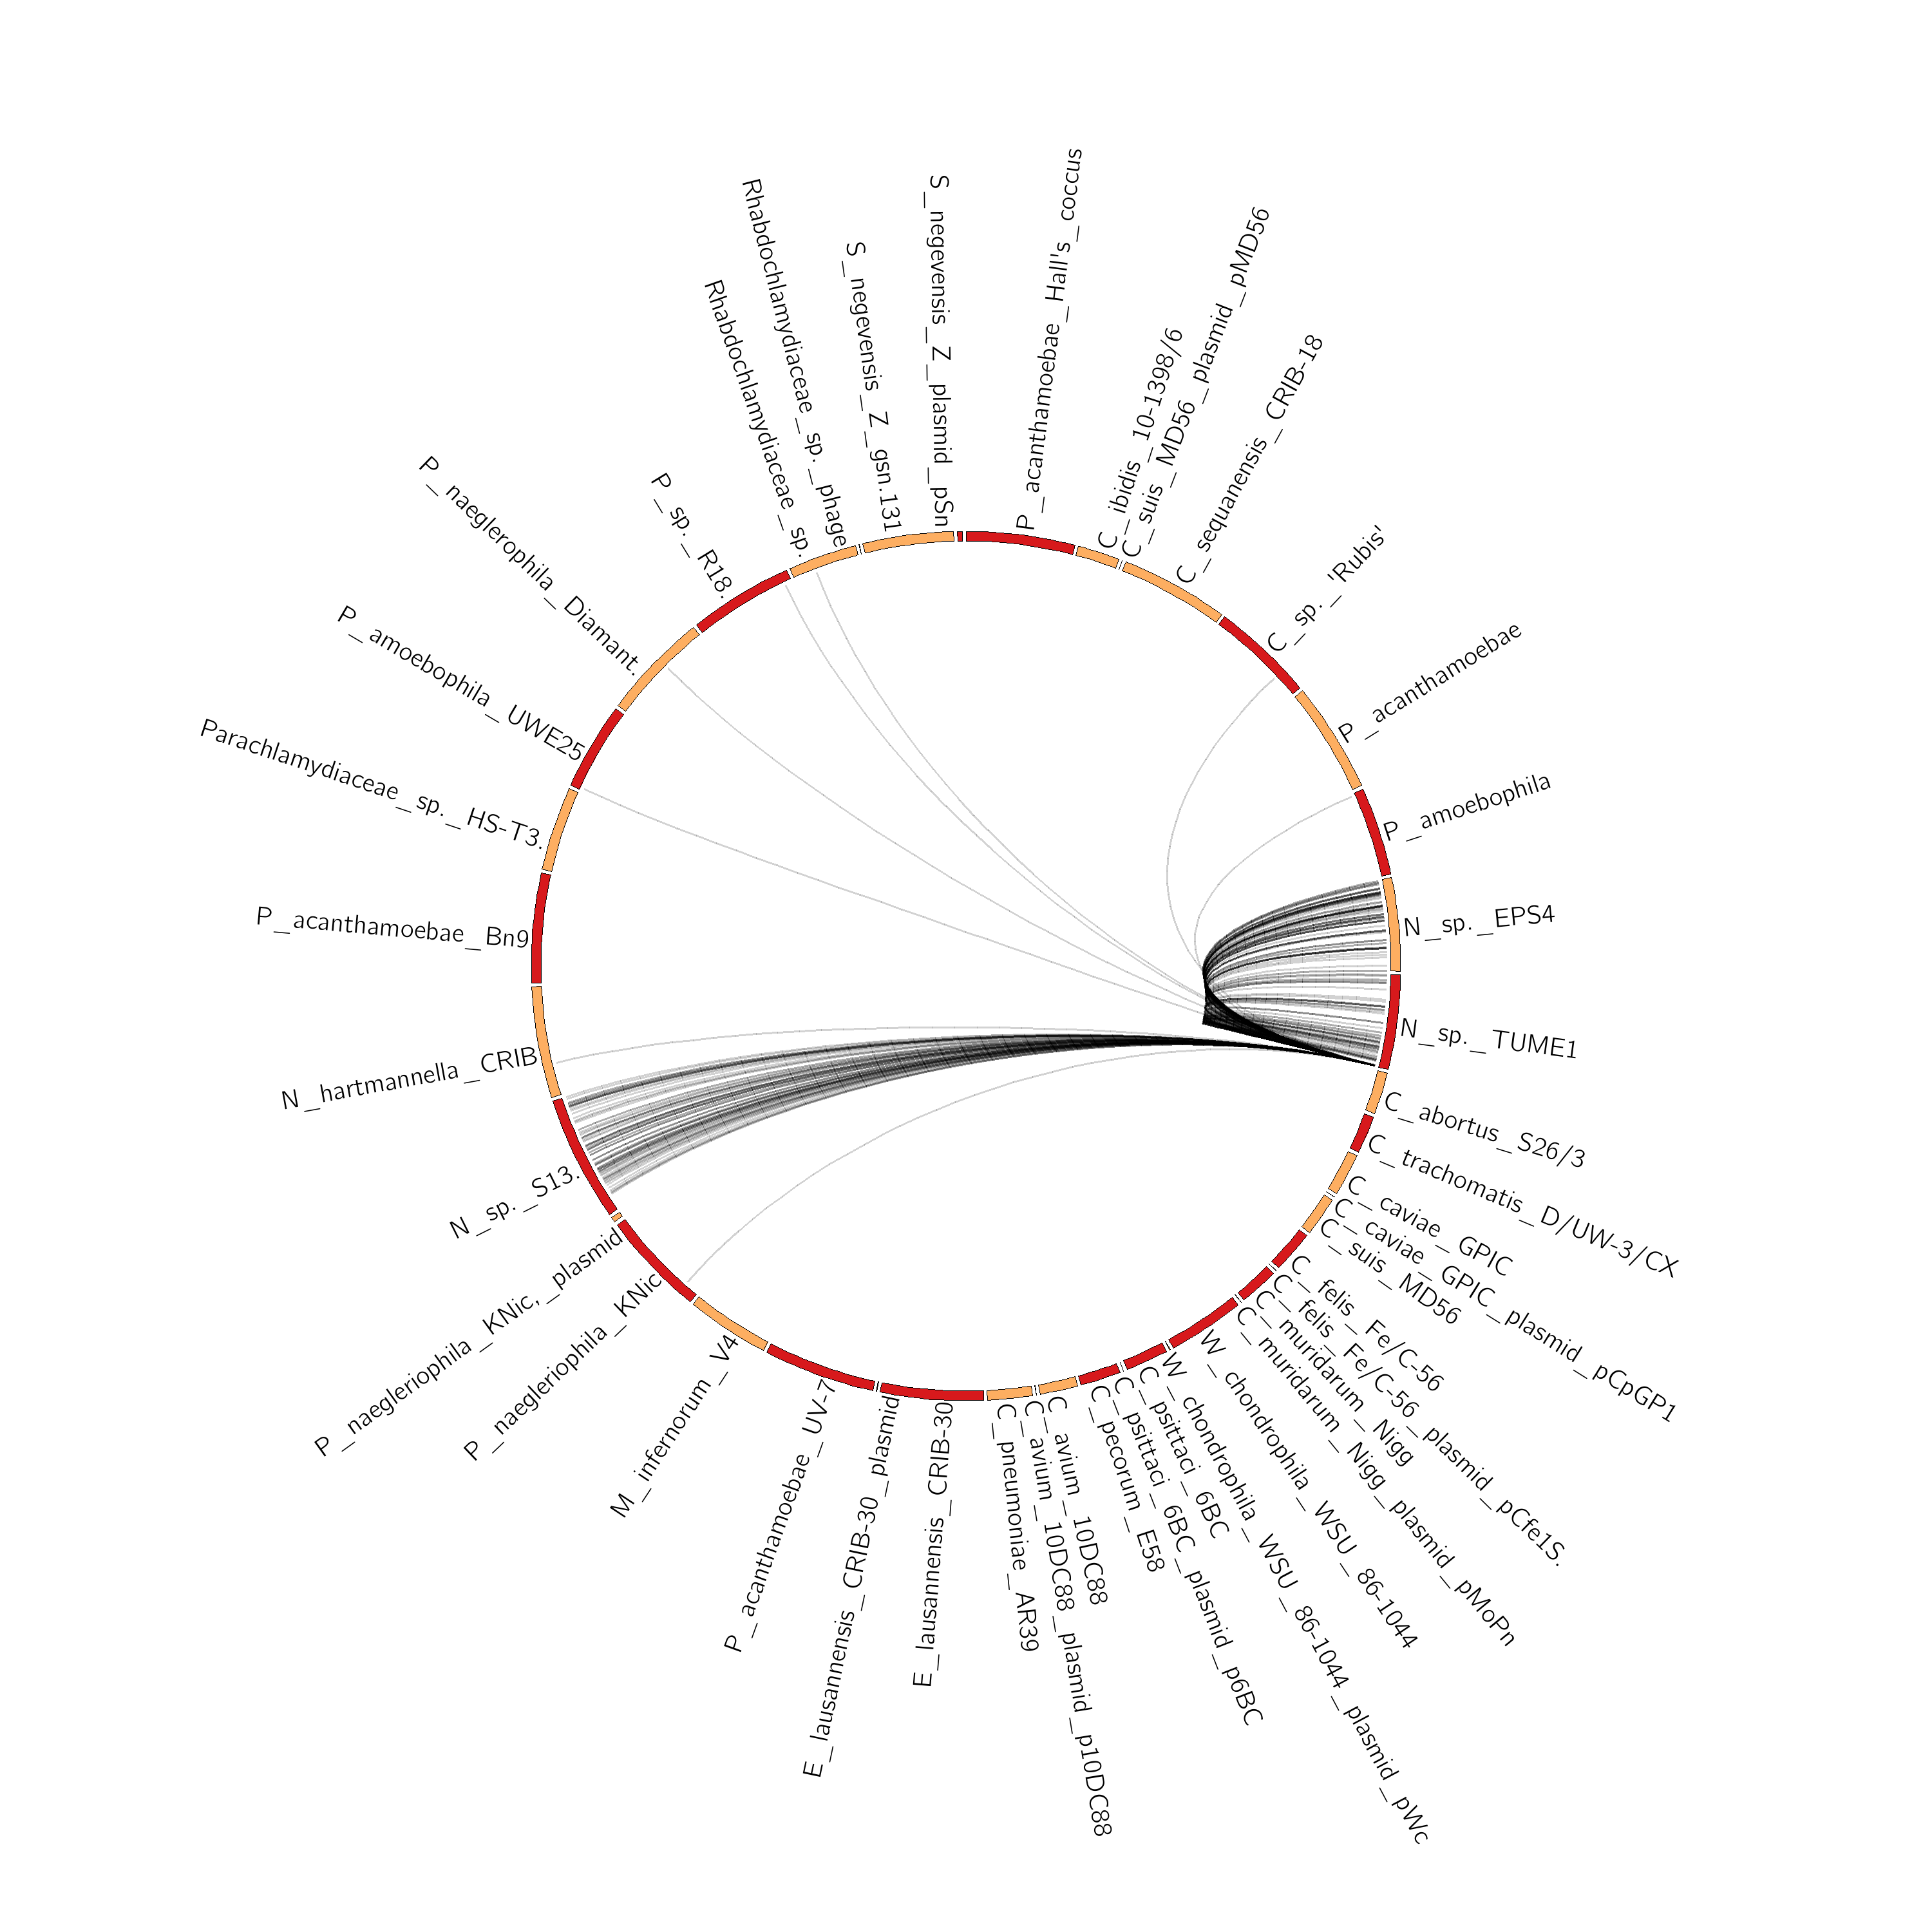 P_acanthamoebae_Hall's_coccus
C_ibidis_10-1398/6
C_suis_MD56_plasmid_pMD56
C_sequanensis_CRIB-18
C_sp._'Rubis'
P_acanthamoebae
P_amoebophila
N_sp._EPS4
N_sp._TUME1
C_abortus_S26/3
C_trachomatis_D/UW-3/CX
C_caviae_GPIC
C_caviae_GPIC_plasmid_pCpGP1
C_suis_MD56
C_felis_Fe/C-56
C_felis_Fe/C-56_plasmid_pCfe1S.
C_muridarum_Nigg
C_muridarum_Nigg_plasmid_pMoPn
W_chondrophila_WSU_86-1044
W_chondrophila_WSU_86-1044_plasmid_pWc
C_psittaci_6BC
C_psittaci_6BC_plasmid_p6BC
C_pecorum_E58
C_avium_10DC88
C_avium_10DC88_plasmid_p10DC88
C_pneumoniae_AR39
E_lausannensis_CRIB-30
E_lausannensis_CRIB-30_plasmid
P_acanthamoebae_UV-7
M_infernorum_V4
P_naegleriophila_KNic
P_naegleriophila_KNic,_plasmid
N_sp._S13.
N_hartmannella_CRIB
P_acanthamoebae_Bn9
Parachlamydiaceae_sp._HS-T3.
P_amoebophila_UWE25
P_naeglerophila_Diamant.
P_sp._R18.
Rhabdochlamydiaceae_sp.
Rhabdochlamydiaceae_sp._phage
S_negevensis_Z_gsn.131
S_negevensis_Z_plasmid_pSn